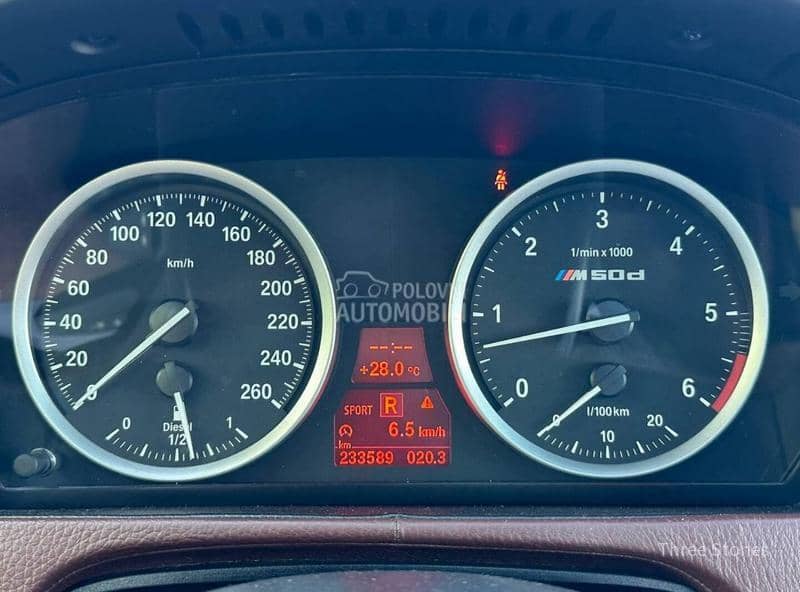 0 20 40 60 80 100 120 140 160 180 200 220 240 260
km/h
0 1/2 1
Diesel
POLOVNI
AUTOMOBILI
--:--
+28.0 °C
SPORT R
6.5 km/h
km
233589 020.3
0 1 2 3 4 5 6
1/min x 1000
M50d
l/100km
0 10 20
Three Stories